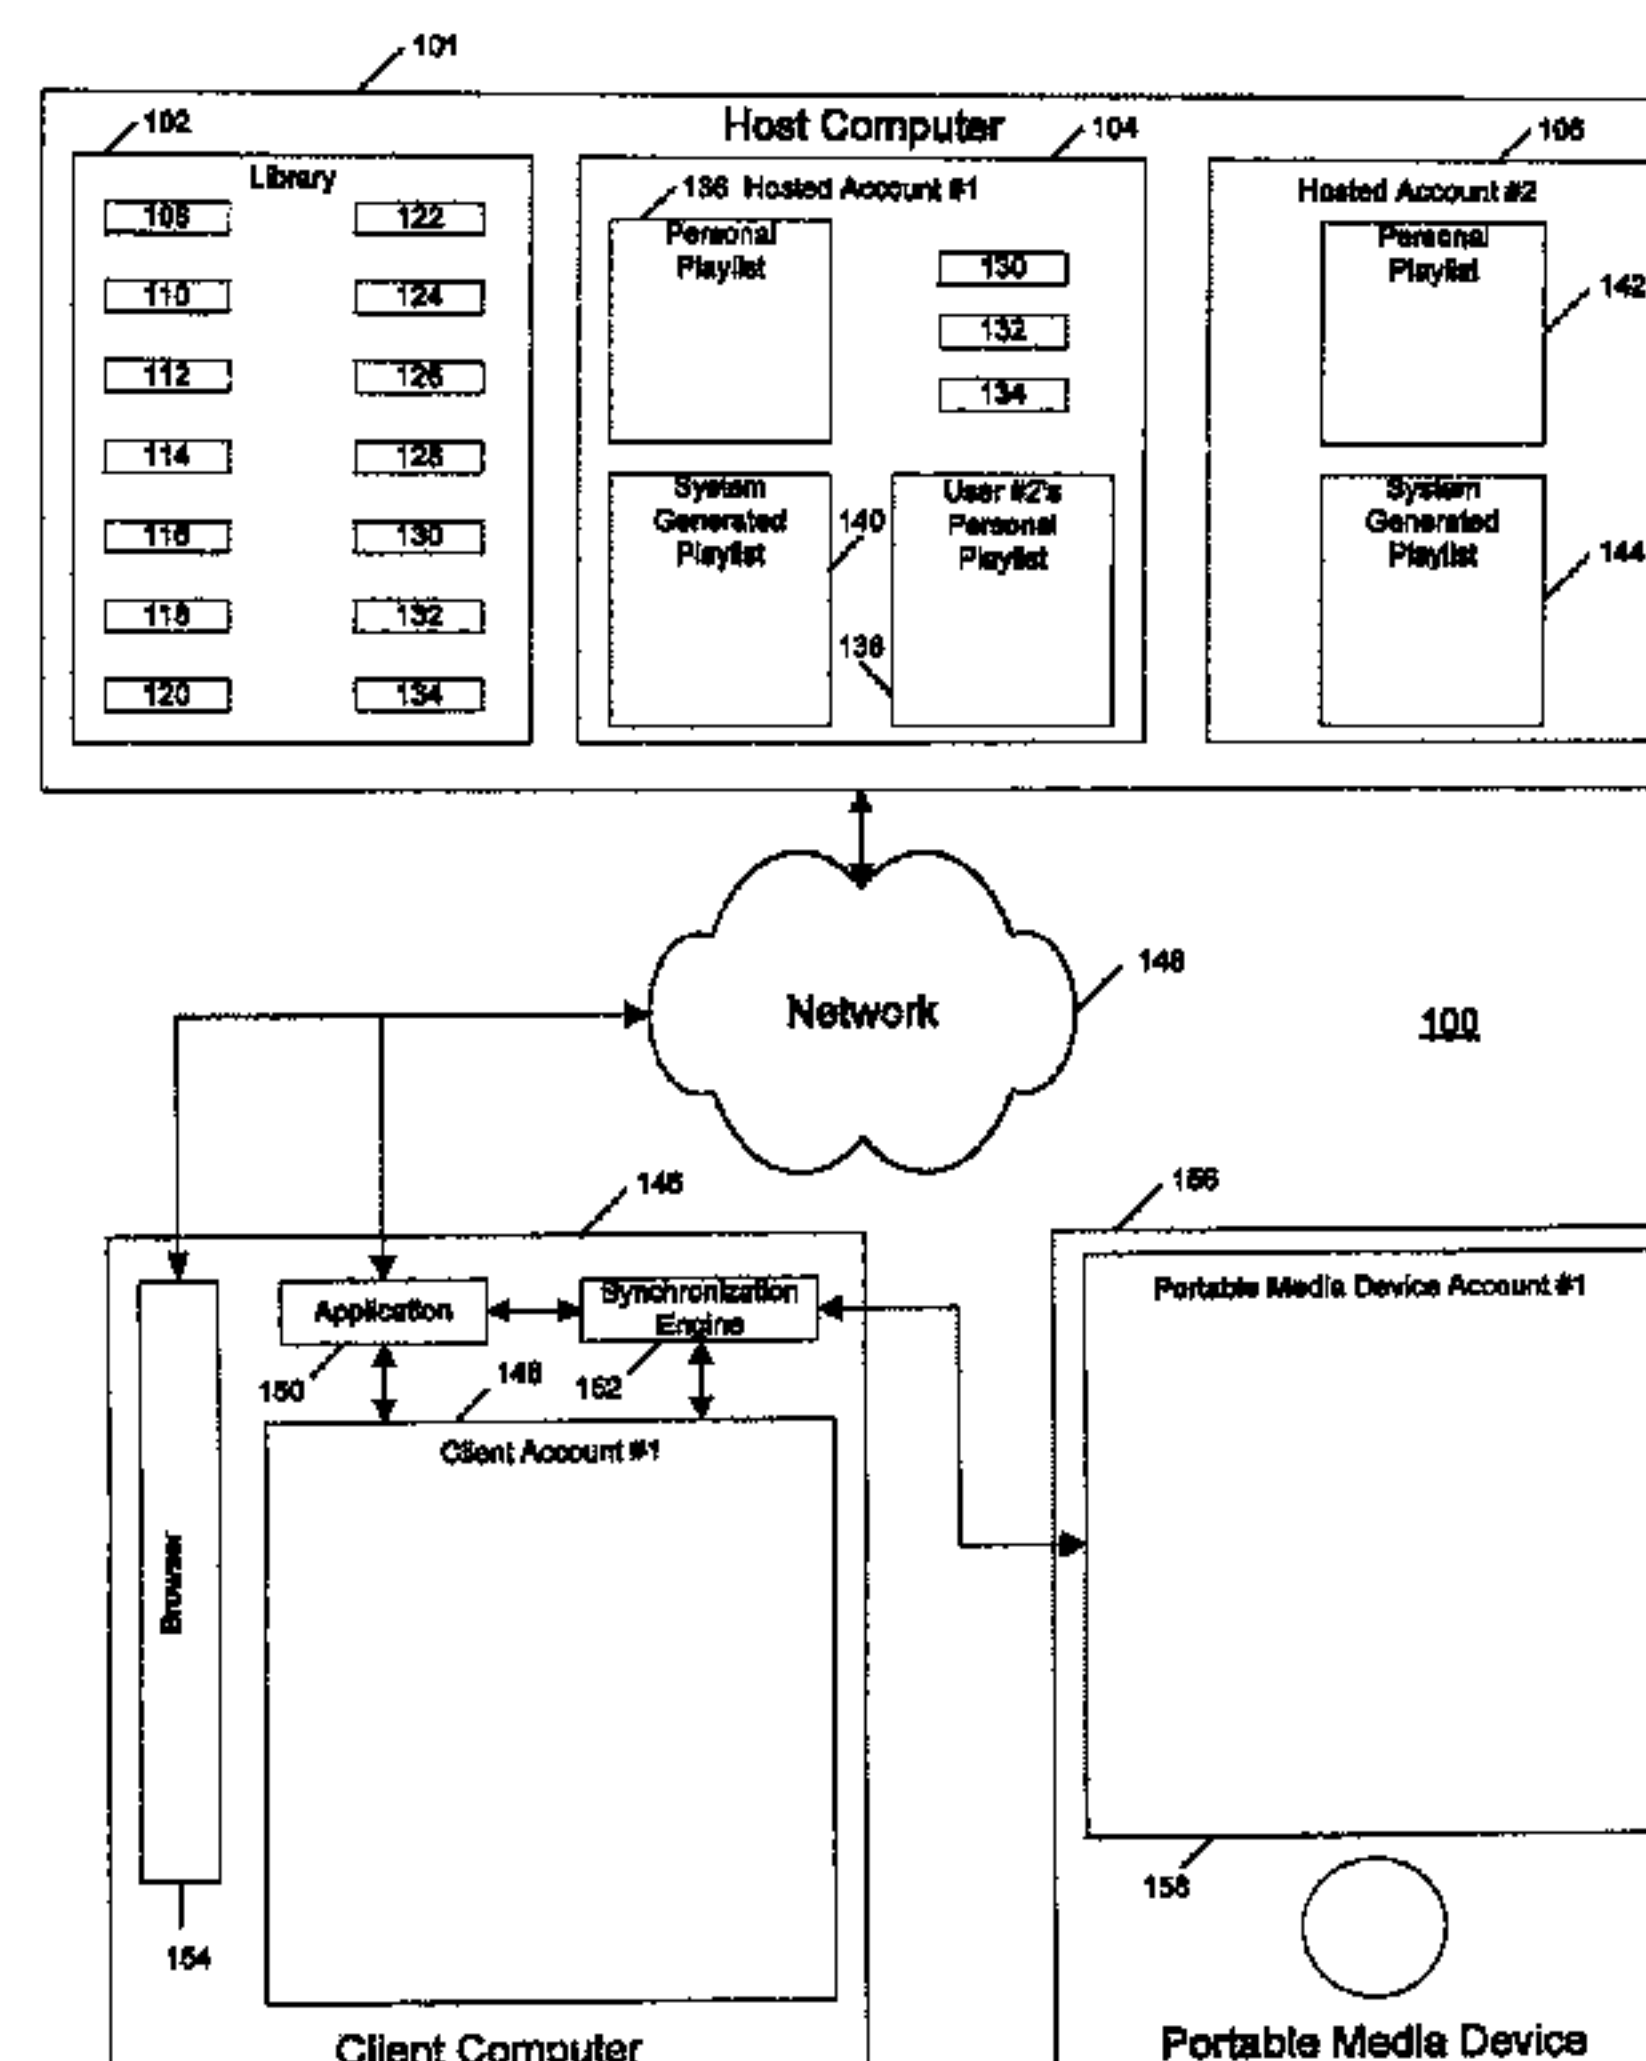 101
102
Host Computer
104
106
Library
136 Hosted Account #1
Hosted Account #2
108
122
Personal
Playlist
130
Personal
Playlist
142
110
124
132
112
126
134
114
128
System
Generated
Playlist
140
User #2's
Personal
Playlist
System
Generated
Playlist
144
116
130
118
132
138
120
134
Network
148
100
146
156
Application
Synchronization
Engine
Portable Media Device Account #1
150
148
152
Client Account #1
Browser
158
154
Client Computer
Portable Media Device